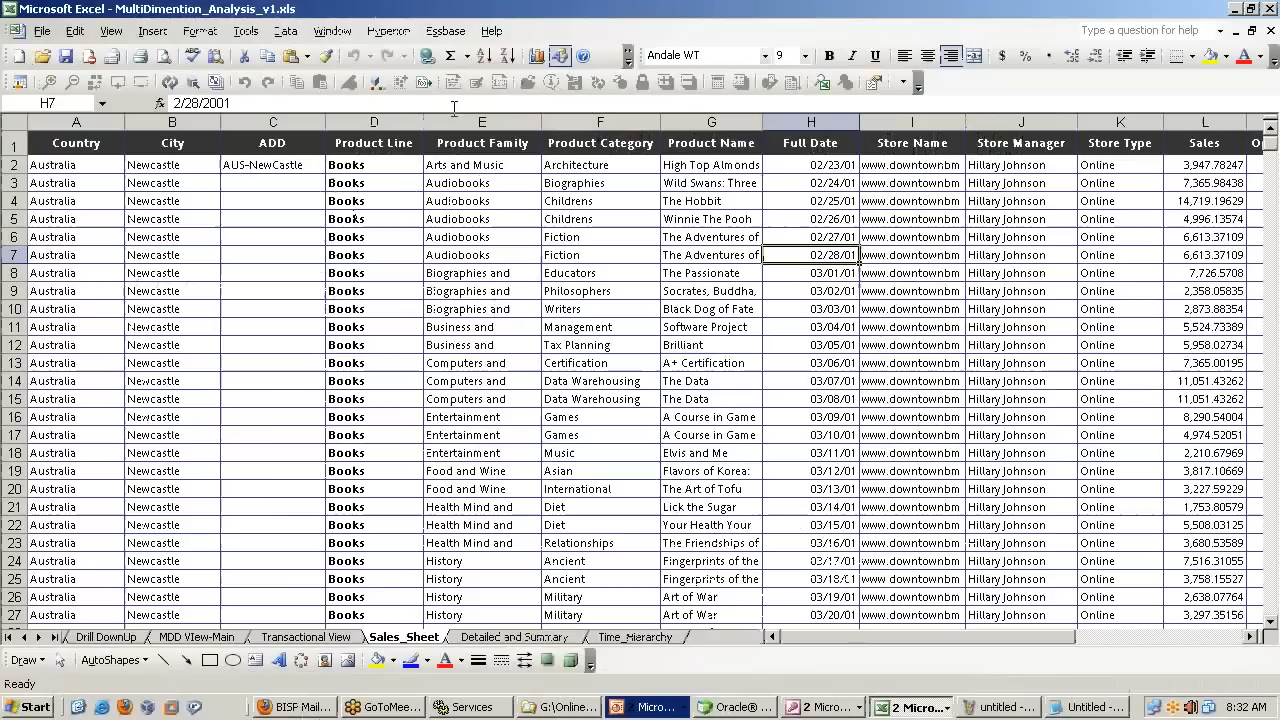 Microsoft Excel - MultiDimention_Analysis_v1.xls
File Edit View Insert Format Tools Data Window Hyperion Essbase Help Type a question for help
Andale WT 9 B I U $ % A
H7 fx 2/28/2001
A B C D E F G H I J K L
1 Country City ADD Product Line Product Family Product Category Product Name Full Date Store Name Store Manager Store Type Sales
2 Australia Newcastle AUS-NewCastle Books Arts and Music Architecture High Top Almonds 02/23/01 www.downtownbm Hillary Johnson Online 3,947.78247
3 Australia Newcastle Books Audiobooks Biographies Wild Swans: Three 02/24/01 www.downtownbm Hillary Johnson Online 7,365.98438
4 Australia Newcastle Books Audiobooks Childrens The Hobbit 02/25/01 www.downtownbm Hillary Johnson Online 14,719.19629
5 Australia Newcastle Books Audiobooks Childrens Winnie The Pooh 02/26/01 www.downtownbm Hillary Johnson Online 4,996.13574
6 Australia Newcastle Books Audiobooks Fiction The Adventures of 02/27/01 www.downtownbm Hillary Johnson Online 6,613.37109
7 Australia Newcastle Books Audiobooks Fiction The Adventures of 02/28/01 www.downtownbm Hillary Johnson Online 6,613.37109
8 Australia Newcastle Books Biographies and Educators The Passionate 03/01/01 www.downtownbm Hillary Johnson Online 7,726.5708
9 Australia Newcastle Books Biographies and Philosophers Socrates, Buddha, 03/02/01 www.downtownbm Hillary Johnson Online 2,358.05835
10 Australia Newcastle Books Biographies and Writers Black Dog of Fate 03/03/01 www.downtownbm Hillary Johnson Online 2,873.88354
11 Australia Newcastle Books Business and Management Software Project 03/04/01 www.downtownbm Hillary Johnson Online 5,524.73389
12 Australia Newcastle Books Business and Tax Planning Brilliant 03/05/01 www.downtownbm Hillary Johnson Online 5,958.02734
13 Australia Newcastle Books Computers and Certification A+ Certification 03/06/01 www.downtownbm Hillary Johnson Online 7,365.00195
14 Australia Newcastle Books Computers and Data Warehousing The Data 03/07/01 www.downtownbm Hillary Johnson Online 11,051.43262
15 Australia Newcastle Books Computers and Data Warehousing The Data 03/08/01 www.downtownbm Hillary Johnson Online 11,051.43262
16 Australia Newcastle Books Entertainment Games A Course in Game 03/09/01 www.downtownbm Hillary Johnson Online 8,290.54004
17 Australia Newcastle Books Entertainment Games A Course in Game 03/10/01 www.downtownbm Hillary Johnson Online 4,974.52051
18 Australia Newcastle Books Entertainment Music Elvis and Me 03/11/01 www.downtownbm Hillary Johnson Online 2,210.67969
19 Australia Newcastle Books Food and Wine Asian Flavors of Korea: 03/12/01 www.downtownbm Hillary Johnson Online 3,817.10669
20 Australia Newcastle Books Food and Wine International The Art of Tofu 03/13/01 www.downtownbm Hillary Johnson Online 3,227.59229
21 Australia Newcastle Books Health Mind and Diet Lick the Sugar 03/14/01 www.downtownbm Hillary Johnson Online 1,753.80579
22 Australia Newcastle Books Health Mind and Diet Your Health Your 03/15/01 www.downtownbm Hillary Johnson Online 5,508.03125
23 Australia Newcastle Books Health Mind and Relationships The Friendships of 03/16/01 www.downtownbm Hillary Johnson Online 3,680.53589
24 Australia Newcastle Books History Ancient Fingerprints of the 03/17/01 www.downtownbm Hillary Johnson Online 7,516.31055
25 Australia Newcastle Books History Ancient Fingerprints of the 03/18/01 www.downtownbm Hillary Johnson Online 3,758.15527
26 Australia Newcastle Books History Military Art of War 03/19/01 www.downtownbm Hillary Johnson Online 2,638.07764
27 Australia Newcastle Books History Military Art of War 03/20/01 www.downtownbm Hillary Johnson Online 3,297.35156
Drill DownUp MDD View-Main Transactional View Sales_Sheet Detailed and Summary Time_Hierarchy
Draw AutoShapes A
Ready
Start BISP Mail... GoToMee... Services G:\Online... 2 Micro... Oracle® ... 2 Micro... 2 Micro... untitled -... Untitled -... 8:32 AM